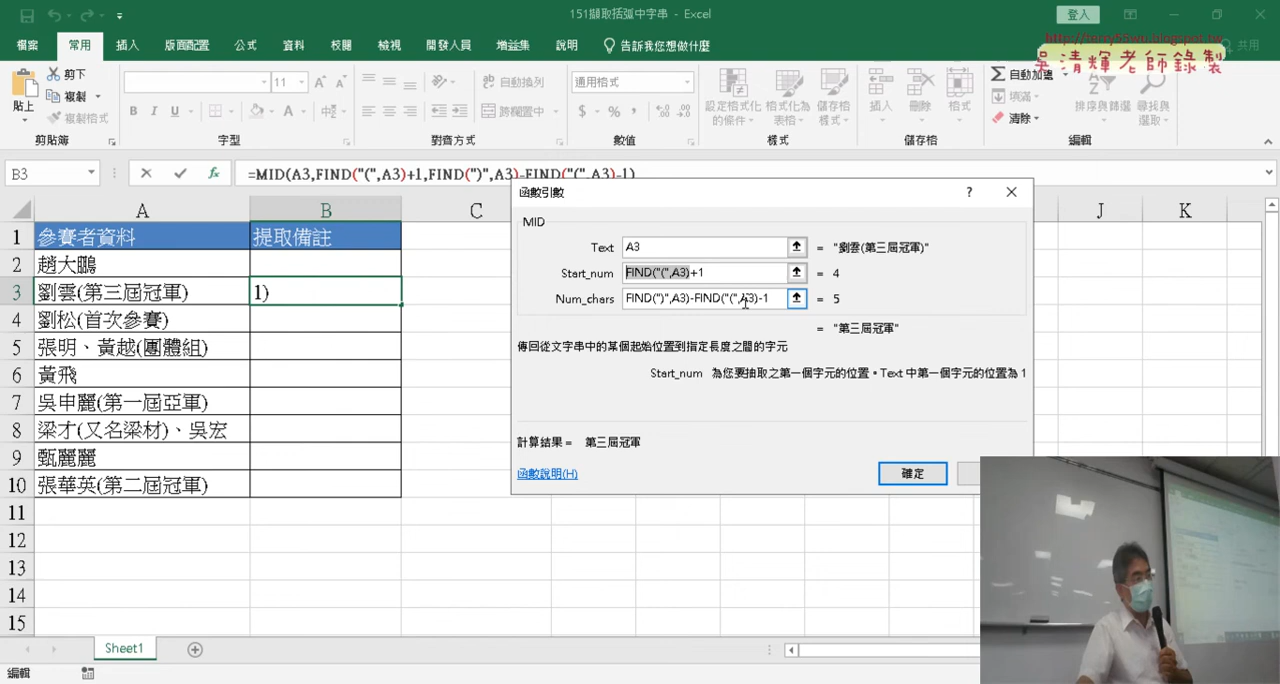 151擷取括弧中字串 - Excel
登入
http://terry55wu.blogspot.tw
吳清輝老師錄製
檔案 常用 插入 版面配置 公式 資料 校閱 檢視 開發人員 增益集 說明 告訴我您想做什麼 共用
貼上 剪下 複製 複製格式 剪貼簿
11 B I U 字型
自動換列 跨欄置中 對齊方式
通用格式 $ % 數值
設定格式化的條件 格式化為表格 儲存格樣式 樣式
插入 刪除 格式 儲存格
自動加總 填滿 清除 排序與篩選 尋找與選取 編輯
B3 fx =MID(A3,FIND("(",A3)+1,FIND(")",A3)-FIND("(",A3)-1)
A B C J K
1 參賽者資料 提取備註
2 趙大鵬
3 劉雲(第三屆冠軍) 1)
4 劉松(首次參賽)
5 張明、黃越(團體組)
6 黃飛
7 吳申麗(第一屆亞軍)
8 梁才(又名梁材)、吳宏
9 甄麗麗
10 張華英(第二屆冠軍)
11
12
13
14
15
函數引數 ?
MID
Text A3 = "劉雲(第三屆冠軍)"
Start_num FIND("(",A3)+1 = 4
Num_chars FIND(")",A3)-FIND("(",A3)-1 = 5
= "第三屆冠軍"
傳回從文字串中的某個起始位置到指定長度之間的字元
Start_num 為您要抽取之第一個字元的位置。Text 中第一個字元的位置為 1
計算結果 = 第三屆冠軍
函數說明(H)
確定
Sheet1
編輯